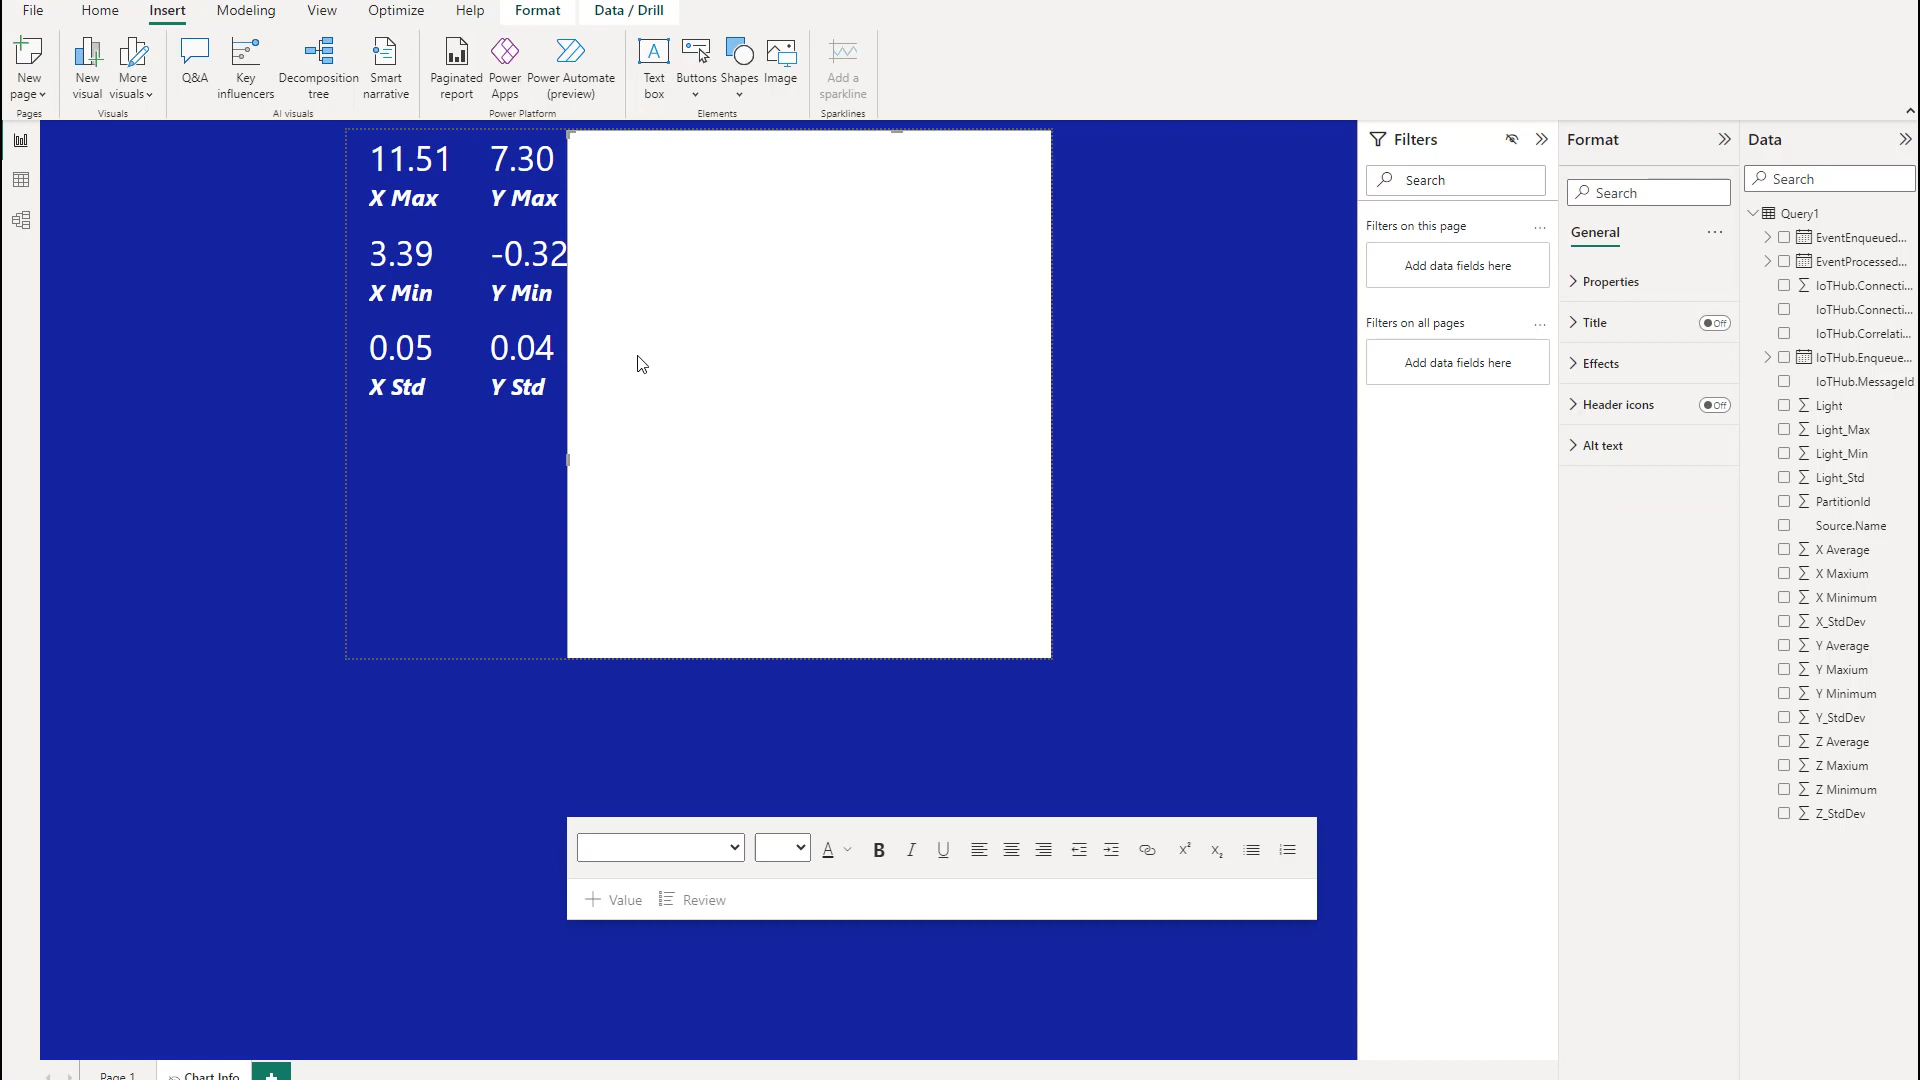 File Home Insert Modeling View Optimize Help Format Data / Drill
New page
New visual
More visuals
Q&A
Key influencers
Decomposition tree
Smart narrative
Paginated report
Power Apps
Power Automate (preview)
Text box
Buttons
Shapes
Image
Add a sparkline
Pages Visuals AI visuals Power Platform Elements Sparklines
11.51 7.30
X Max Y Max
3.39 -0.32
X Min Y Min
0.05 0.04
X Std Y Std
A B I U x² x₂
Value Review
Filters
Search
Filters on this page ...
Add data fields here
Filters on all pages ...
Add data fields here
Format
Search
General ...
Properties
Title Off
Effects
Header icons Off
Alt text
Data
Search
Query1
EventEnqueued...
EventProcessed...
IoTHub.Connecti...
IoTHub.Connecti...
IoTHub.Correlati...
IoTHub.Enqueue...
IoTHub.MessageId
Light
Light_Max
Light_Min
Light_Std
PartitionId
Source.Name
X Average
X Maxium
X Minimum
X_StdDev
Y Average
Y Maxium
Y Minimum
Y_StdDev
Z Average
Z Maxium
Z Minimum
Z_StdDev
Page 1 Chart Info +